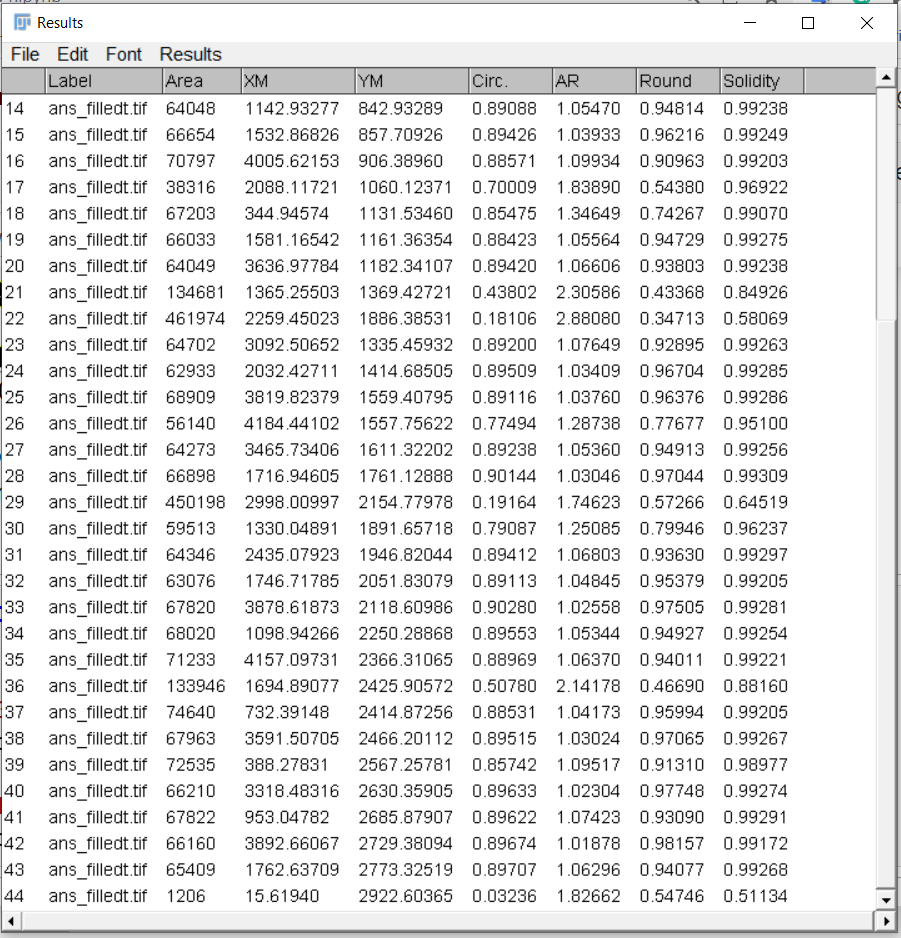 Results
File Edit Font Results
Label Area XM YM Circ. AR Round Solidity
14 ans_filledt.tif 64048 1142.93277 842.93289 0.89088 1.05470 0.94814 0.99238
15 ans_filledt.tif 66654 1532.86826 857.70926 0.89426 1.03933 0.96216 0.99249
16 ans_filledt.tif 70797 4005.62153 906.38960 0.88571 1.09934 0.90963 0.99203
17 ans_filledt.tif 38316 2088.11721 1060.12371 0.70009 1.83890 0.54380 0.96922
18 ans_filledt.tif 67203 344.94574 1131.53460 0.85475 1.34649 0.74267 0.99070
19 ans_filledt.tif 66033 1581.16542 1161.36354 0.88423 1.05564 0.94729 0.99275
20 ans_filledt.tif 64049 3636.97784 1182.34107 0.89420 1.06606 0.93803 0.99238
21 ans_filledt.tif 134681 1365.25503 1369.42721 0.43802 2.30586 0.43368 0.84926
22 ans_filledt.tif 461974 2259.45023 1886.38531 0.18106 2.88080 0.34713 0.58069
23 ans_filledt.tif 64702 3092.50652 1335.45932 0.89200 1.07649 0.92895 0.99263
24 ans_filledt.tif 62933 2032.42711 1414.68505 0.89509 1.03409 0.96704 0.99285
25 ans_filledt.tif 68909 3819.82379 1559.40795 0.89116 1.03760 0.96376 0.99286
26 ans_filledt.tif 56140 4184.44102 1557.75622 0.77494 1.28738 0.77677 0.95100
27 ans_filledt.tif 64273 3465.73406 1611.32202 0.89238 1.05360 0.94913 0.99256
28 ans_filledt.tif 66898 1716.94605 1761.12888 0.90144 1.03046 0.97044 0.99309
29 ans_filledt.tif 450198 2998.00997 2154.77978 0.19164 1.74623 0.57266 0.64519
30 ans_filledt.tif 59513 1330.04891 1891.65718 0.79087 1.25085 0.79946 0.96237
31 ans_filledt.tif 64346 2435.07923 1946.82044 0.89412 1.06803 0.93630 0.99297
32 ans_filledt.tif 63076 1746.71785 2051.83079 0.89113 1.04845 0.95379 0.99205
33 ans_filledt.tif 67820 3878.61873 2118.60986 0.90280 1.02558 0.97505 0.99281
34 ans_filledt.tif 68020 1098.94266 2250.28868 0.89553 1.05344 0.94927 0.99254
35 ans_filledt.tif 71233 4157.09731 2366.31065 0.88969 1.06370 0.94011 0.99221
36 ans_filledt.tif 133946 1694.89077 2425.90572 0.50780 2.14178 0.46690 0.88160
37 ans_filledt.tif 74640 732.39148 2414.87256 0.88531 1.04173 0.95994 0.99205
38 ans_filledt.tif 67963 3591.50705 2466.20112 0.89515 1.03024 0.97065 0.99267
39 ans_filledt.tif 72535 388.27831 2567.25781 0.85742 1.09517 0.91310 0.98977
40 ans_filledt.tif 66210 3318.48316 2630.35905 0.89633 1.02304 0.97748 0.99274
41 ans_filledt.tif 67822 953.04782 2685.87907 0.89622 1.07423 0.93090 0.99291
42 ans_filledt.tif 66160 3892.66067 2729.38094 0.89674 1.01878 0.98157 0.99172
43 ans_filledt.tif 65409 1762.63709 2773.32519 0.89707 1.06296 0.94077 0.99268
44 ans_filledt.tif 1206 15.61940 2922.60365 0.03236 1.82662 0.54746 0.51134